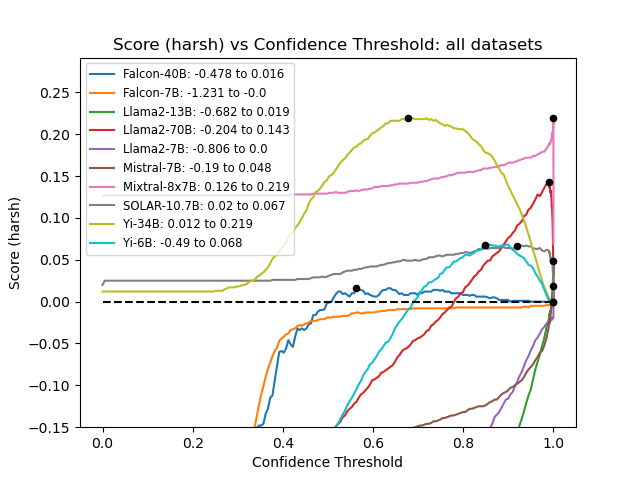 Score (harsh) vs Confidence Threshold: all datasets
Score (harsh)
0.25
0.20
0.15
0.10
0.05
0.00
−0.05
−0.10
−0.15
Falcon-40B: -0.478 to 0.016
Falcon-7B: -1.231 to -0.0
Llama2-13B: -0.682 to 0.019
Llama2-70B: -0.204 to 0.143
Llama2-7B: -0.806 to 0.0
Mistral-7B: -0.19 to 0.048
Mixtral-8x7B: 0.126 to 0.219
SOLAR-10.7B: 0.02 to 0.067
Yi-34B: 0.012 to 0.219
Yi-6B: -0.49 to 0.068
0.0 0.2 0.4 0.6 0.8 1.0
Confidence Threshold